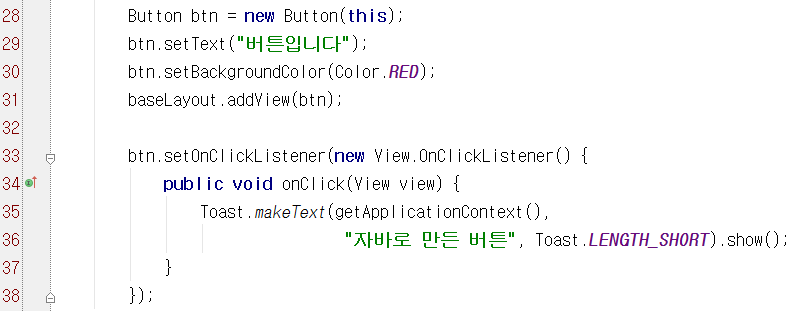 28 Button btn = new Button(this);
29 btn.setText("버튼입니다");
30 btn.setBackgroundColor(Color.RED);
31 baseLayout.addView(btn);
32
33 btn.setOnClickListener(new View.OnClickListener() {
34 public void onClick(View view) {
35 Toast.makeText(getApplicationContext(),
36 "자바로 만든 버튼", Toast.LENGTH_SHORT).show();
37 }
38 });